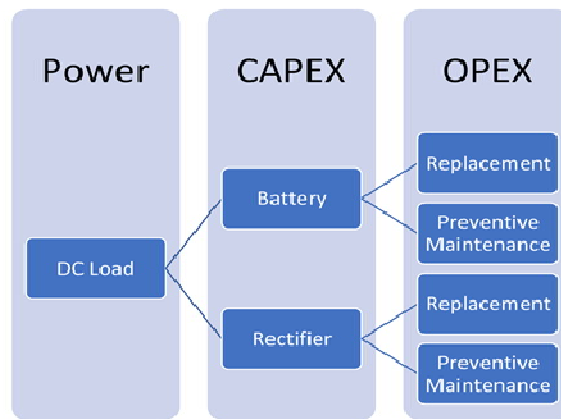 Power
CAPEX
OPEX
DC Load
Battery
Rectifier
Replacement
Preventive
Maintenance
Replacement
Preventive
Maintenance